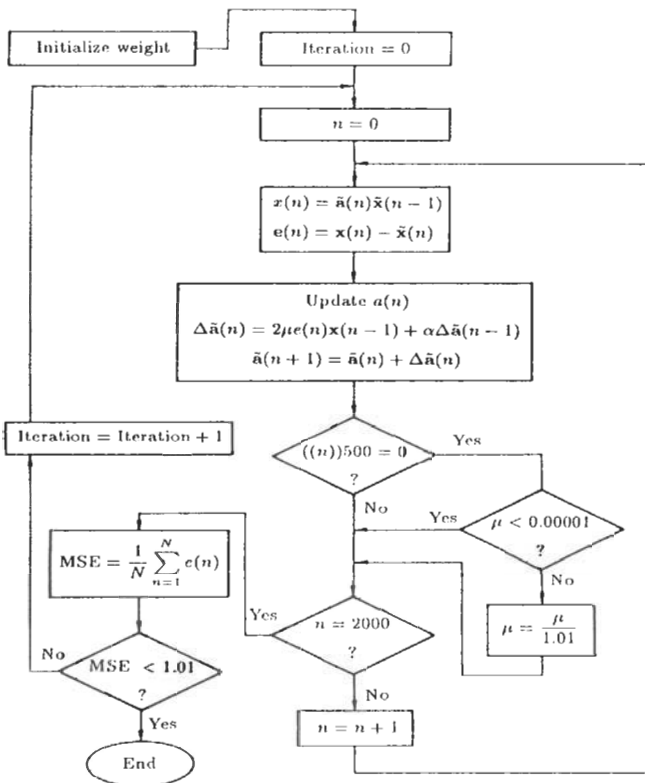 Initialize weight
Iteration = 0
n = 0
x(n) = ã(n)x̃(n − 1)
e(n) = x(n) − x̃(n)
Update a(n)
Δã(n) = 2μe(n)x(n − 1) + αΔã(n − 1)
ã(n + 1) = ã(n) + Δã(n)
Iteration = Iteration + 1
((n))500 = 0
?
Yes
No
μ < 0.00001
?
Yes
No
μ = μ/1.01
MSE = 1/N ∑_{n=1}^{N} e(n)
n = 2000
?
Yes
No
MSE < 1.01
?
No
Yes
n = n + 1
End